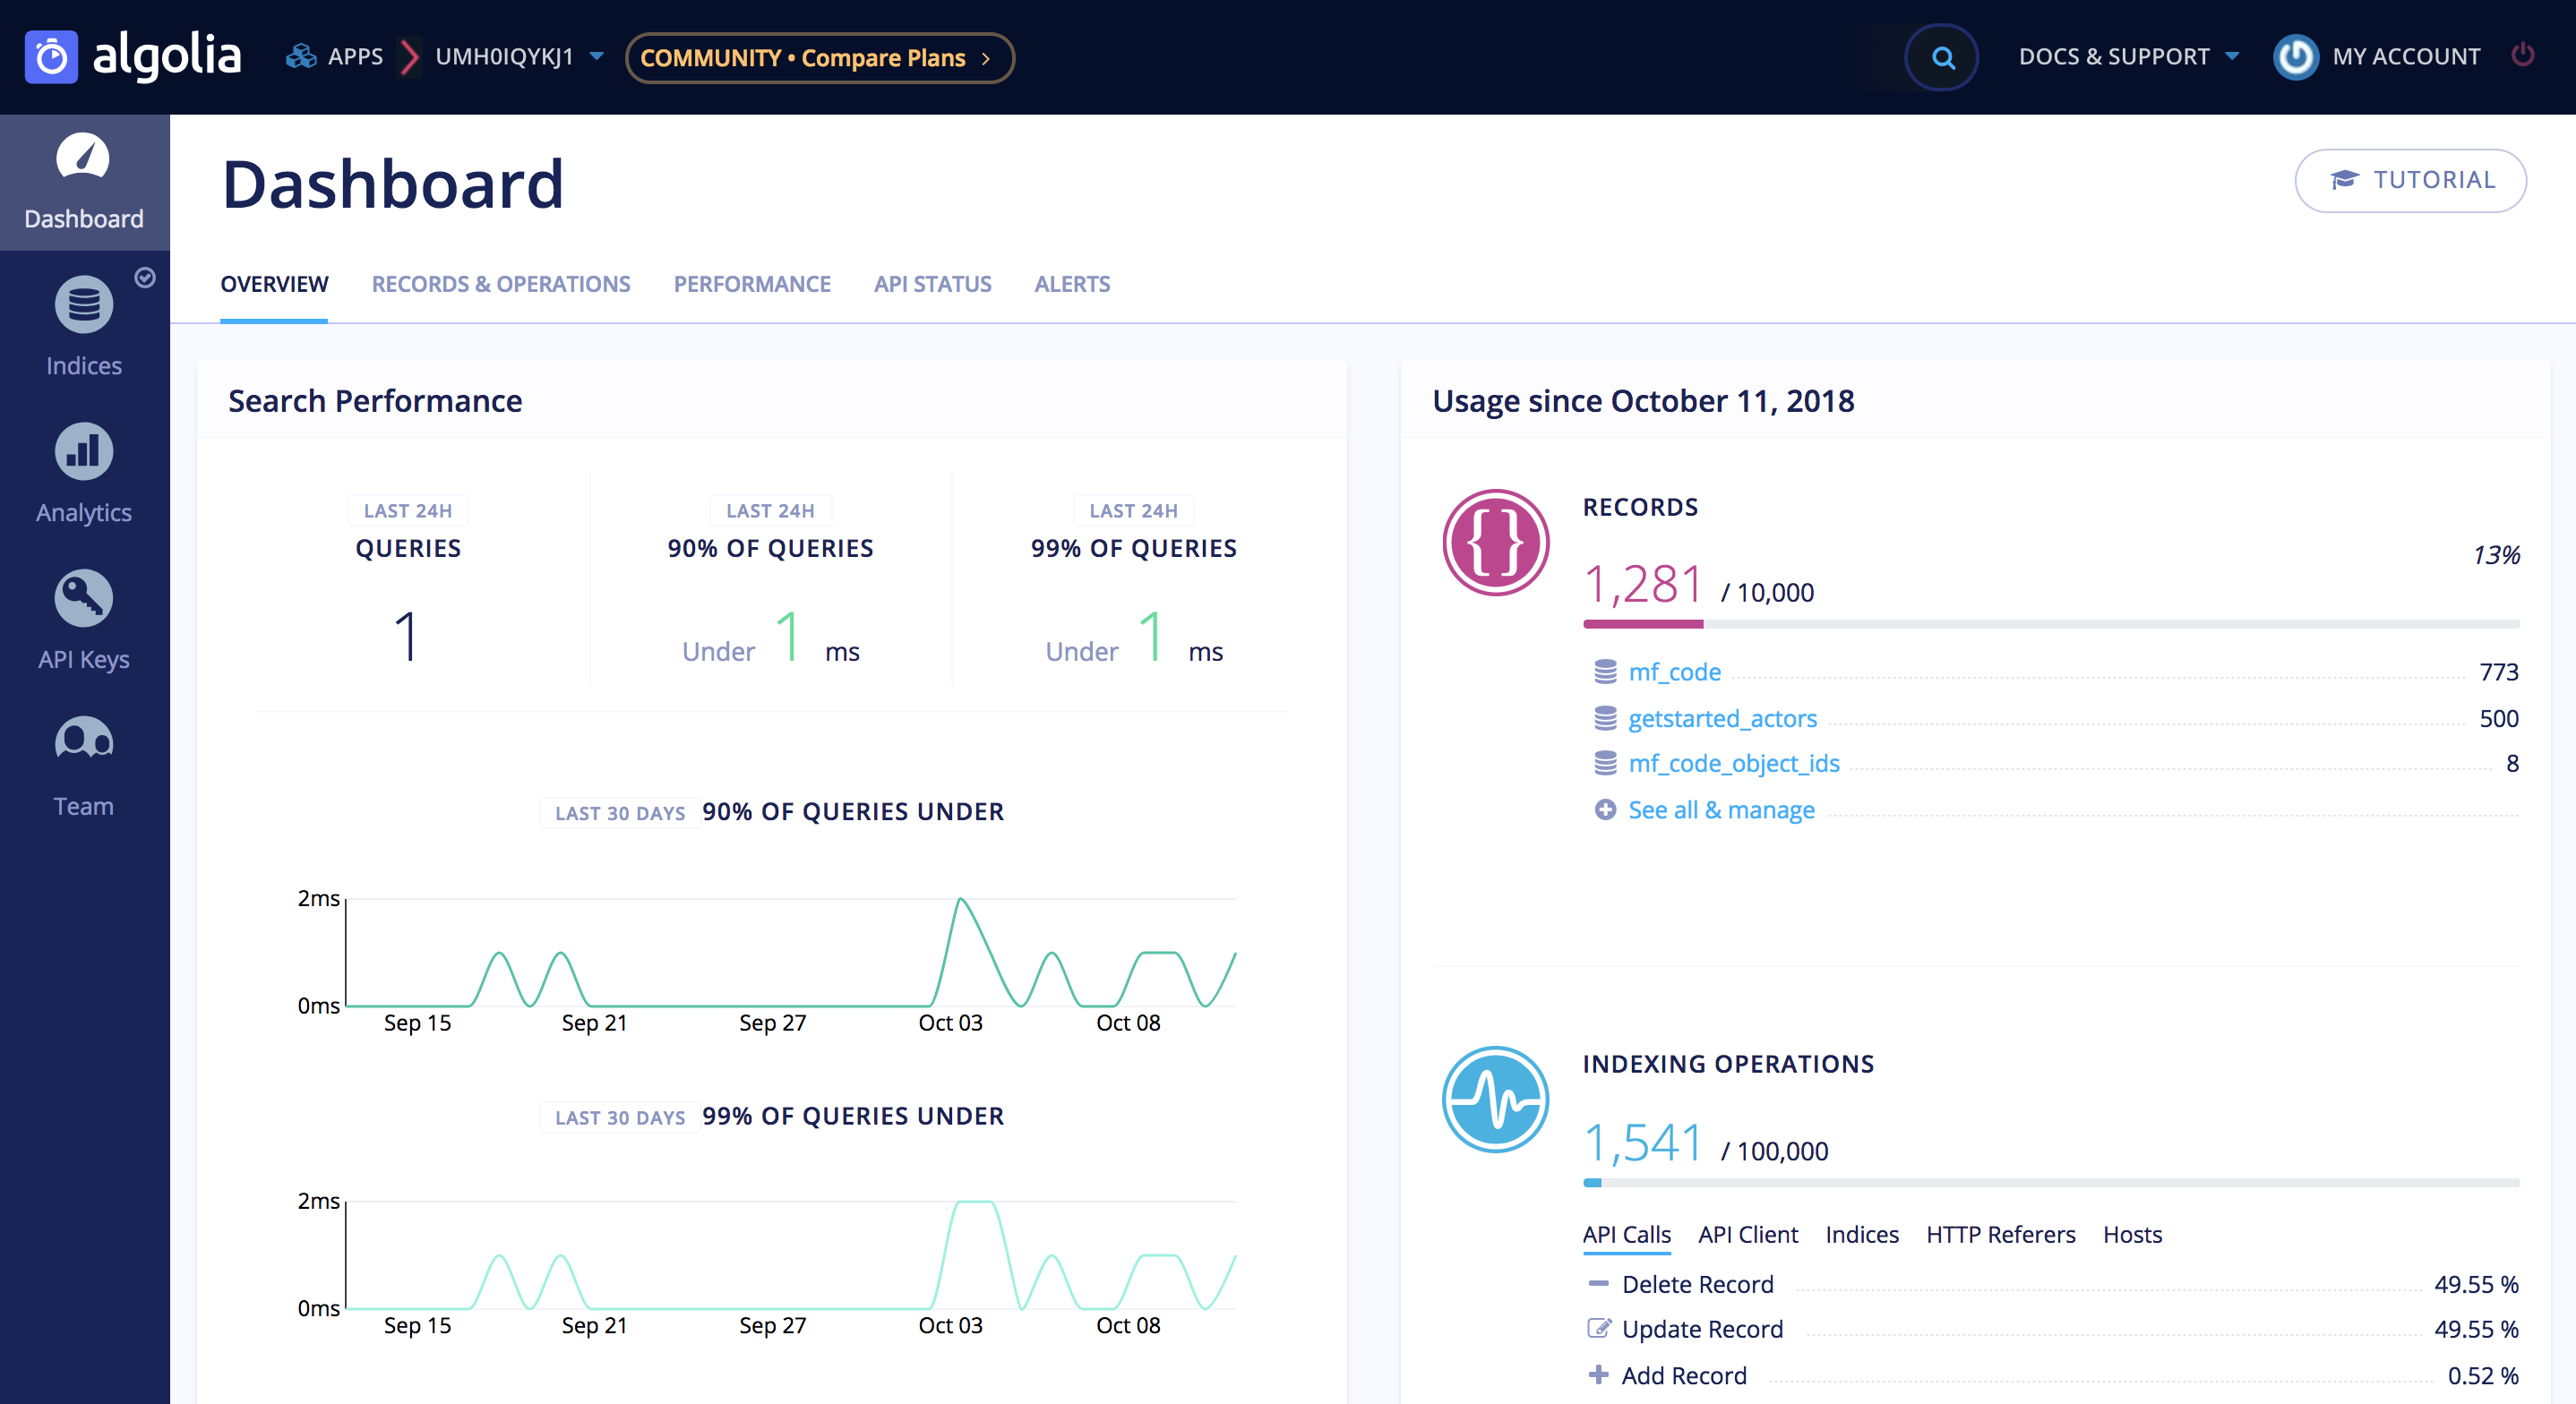 algolia
APPS
UMH0IQYKJ1
COMMUNITY • Compare Plans ›
DOCS & SUPPORT
MY ACCOUNT
Dashboard
Indices
Analytics
API Keys
Team
Dashboard
TUTORIAL
OVERVIEW RECORDS & OPERATIONS PERFORMANCE API STATUS ALERTS
Search Performance
LAST 24H
QUERIES
1
LAST 24H
90% OF QUERIES
Under 1 ms
LAST 24H
99% OF QUERIES
Under 1 ms
LAST 30 DAYS 90% OF QUERIES UNDER
2ms
0ms
Sep 15 Sep 21 Sep 27 Oct 03 Oct 08
LAST 30 DAYS 99% OF QUERIES UNDER
2ms
0ms
Sep 15 Sep 21 Sep 27 Oct 03 Oct 08
Usage since October 11, 2018
{}
RECORDS
13%
1,281 / 10,000
mf_code 773
getstarted_actors 500
mf_code_object_ids 8
See all & manage
INDEXING OPERATIONS
1,541 / 100,000
API Calls API Client Indices HTTP Referers Hosts
Delete Record 49.55 %
Update Record 49.55 %
Add Record 0.52 %